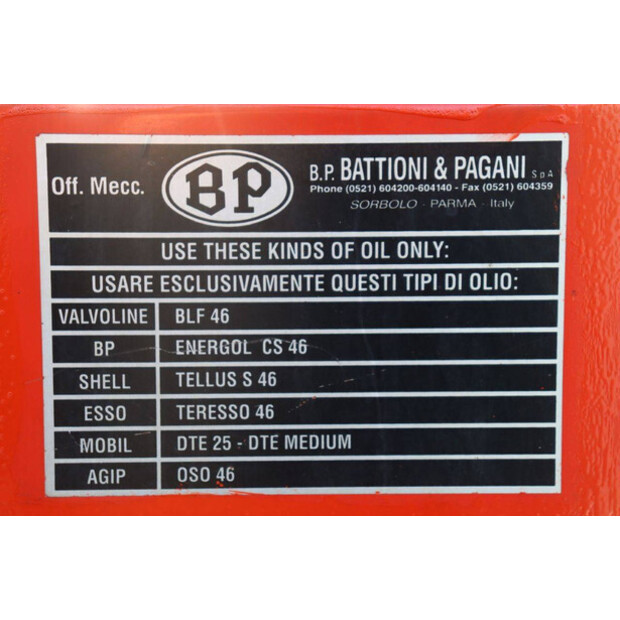 Off. Mecc.
BP
B.P. BATTIONI & PAGANI SpA
Phone (0521) 604200-604140 - Fax (0521) 604359
SORBOLO - PARMA - Italy
USE THESE KINDS OF OIL ONLY:
USARE ESCLUSIVAMENTE QUESTI TIPI DI OLIO:
VALVOLINE BLF 46
BP ENERGOL CS 46
SHELL TELLUS S 46
ESSO TERESSO 46
MOBIL DTE 25 - DTE MEDIUM
AGIP OSO 46